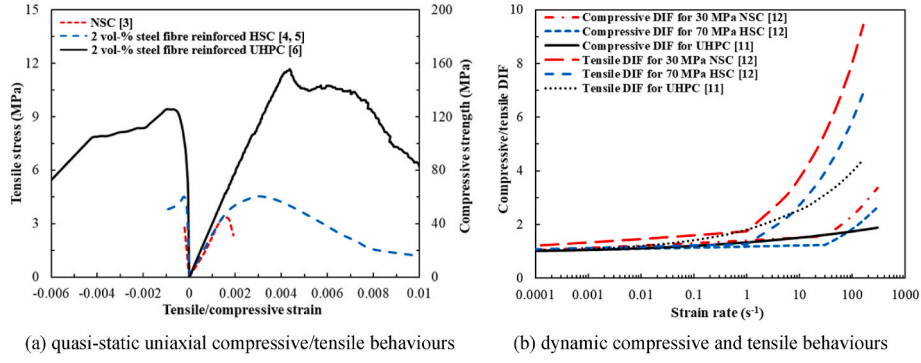 NSC [3]
2 vol-% steel fibre reinforced HSC [4, 5]
2 vol-% steel fibre reinforced UHPC [6]
15
12
9
6
3
0
Tensile stress (MPa)
200
160
120
80
40
0
Compressive strength (MPa)
-0.006 -0.004 -0.002 0 0.002 0.004 0.006 0.008 0.01
Tensile/compressive strain
(a) quasi-static uniaxial compressive/tensile behaviours
Compressive DIF for 30 MPa NSC [12]
Compressive DIF for 70 MPa HSC [12]
Compressive DIF for UHPC [11]
Tensile DIF for 30 MPa NSC [12]
Tensile DIF for 70 MPa HSC [12]
Tensile DIF for UHPC [11]
10
8
6
4
2
0
Compressive/tensile DIF
0.0001 0.001 0.01 0.1 1 10 100 1000
Strain rate (s⁻¹)
(b) dynamic compressive and tensile behaviours